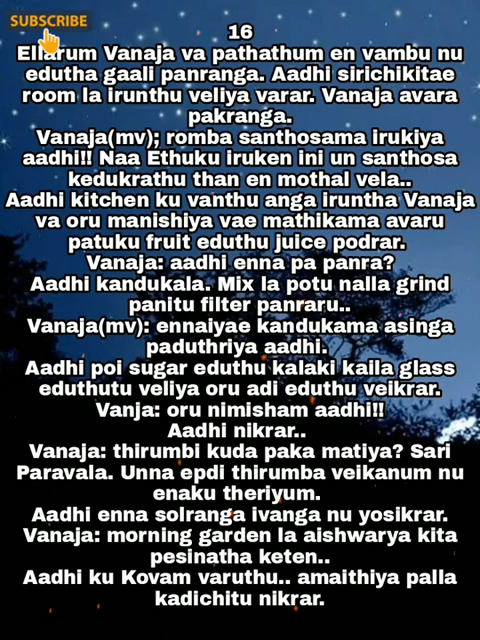 SUBSCRIBE
16
Ellarum Vanaja va pathathum en vambu nu
edutha gaali panranga. Aadhi sirichikitae
room la irunthu veliya varar. Vanaja avara
pakranga.
Vanaja(mv); romba santhosama irukiya
aadhi!! Naa Ethuku iruken ini un santhosa
kedukrathu than en mothal vela..
Aadhi kitchen ku vanthu anga iruntha Vanaja
va oru manishiya vae mathikama avaru
patuku fruit eduthu juice podrar.
Vanaja: aadhi enna pa panra?
Aadhi kandukala. Mix la potu nalla grind
panitu filter panraru..
Vanaja(mv): ennaiyae kandukama asinga
paduthriya aadhi.
Aadhi poi sugar eduthu kalaki kaila glass
eduthutu veliya oru adi eduthu veikrar.
Vanja: oru nimisham aadhi!!
Aadhi nikrar..
Vanaja: thirumbi kuda paka matiya? Sari
Paravala. Unna epdi thirumba veikanum nu
enaku theriyum.
Aadhi enna solranga ivanga nu yosikrar.
Vanaja: morning garden la aishwarya kita
pesinatha keten..
Aadhi ku Kovam varuthu.. amaithiya palla
kadichitu nikrar.